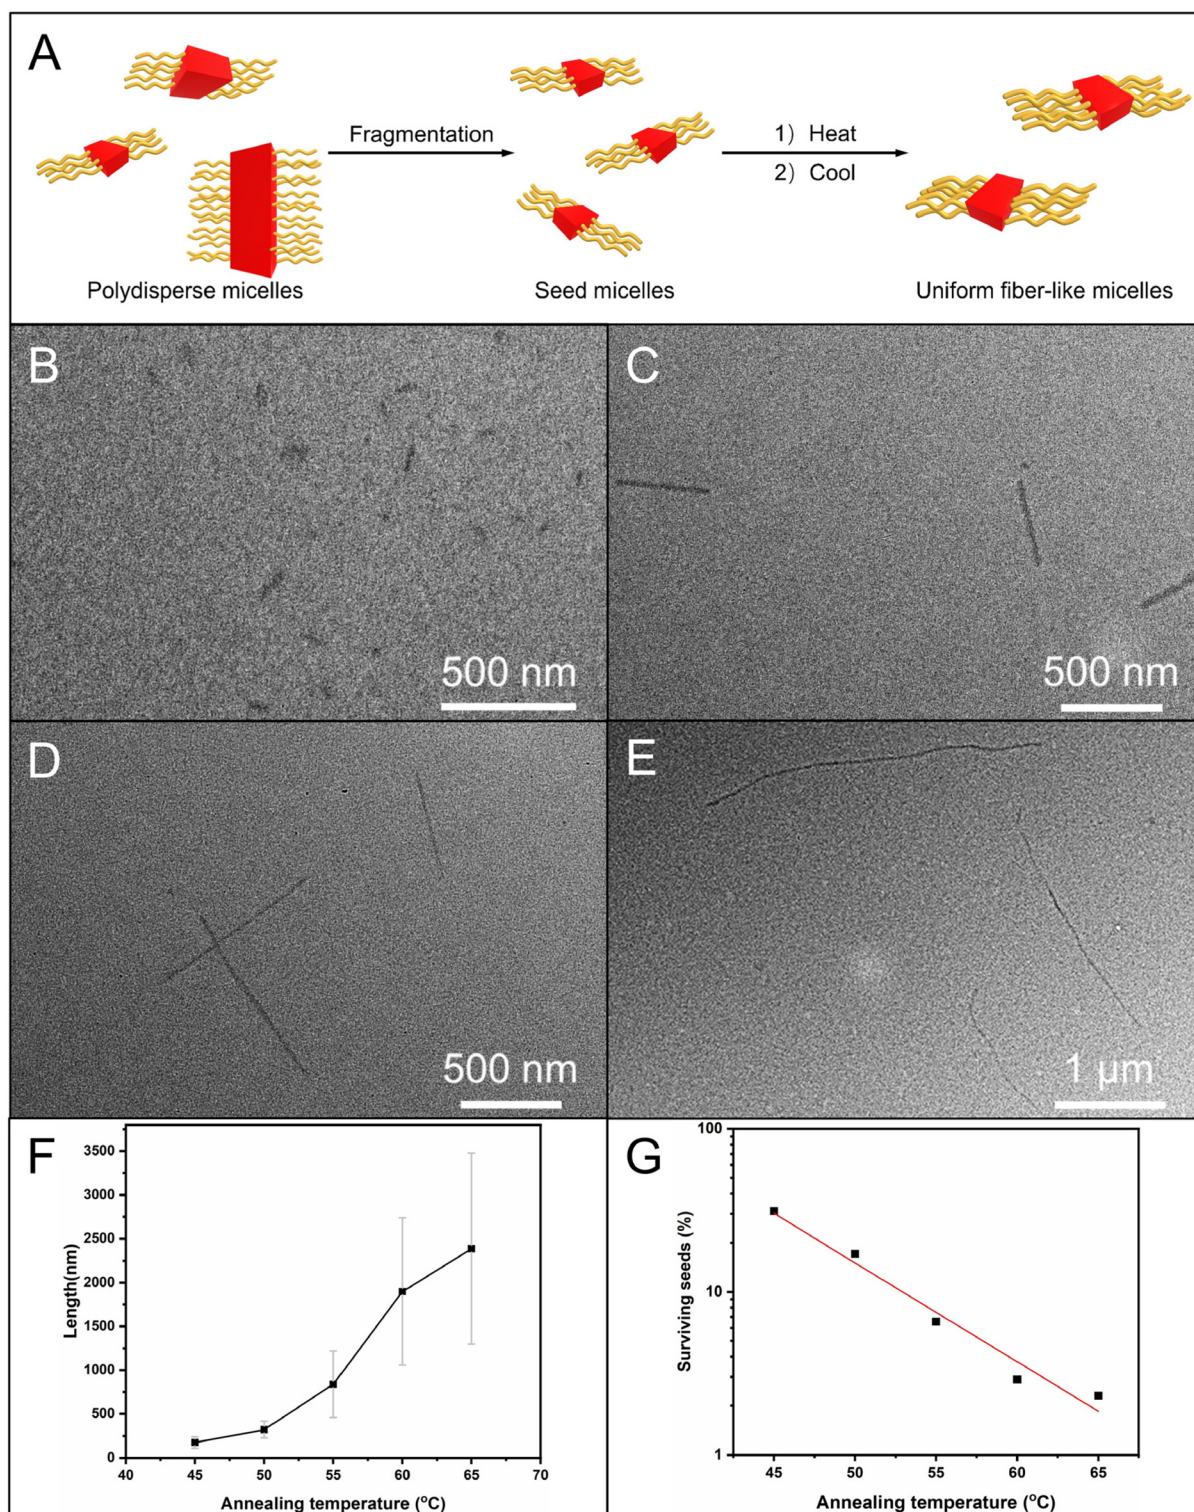 A
Fragmentation
1) Heat
2) Cool
Polydisperse micelles
Seed micelles
Uniform fiber-like micelles
B
500 nm
C
500 nm
D
500 nm
E
1 μm
F
3500
3000
2500
2000
1500
1000
500
0
Length(nm)
40 45 50 55 60 65 70
Annealing temperature (°C)
G
100
10
1
Surviving seeds (%)
45 50 55 60 65
Annealing temperature (°C)